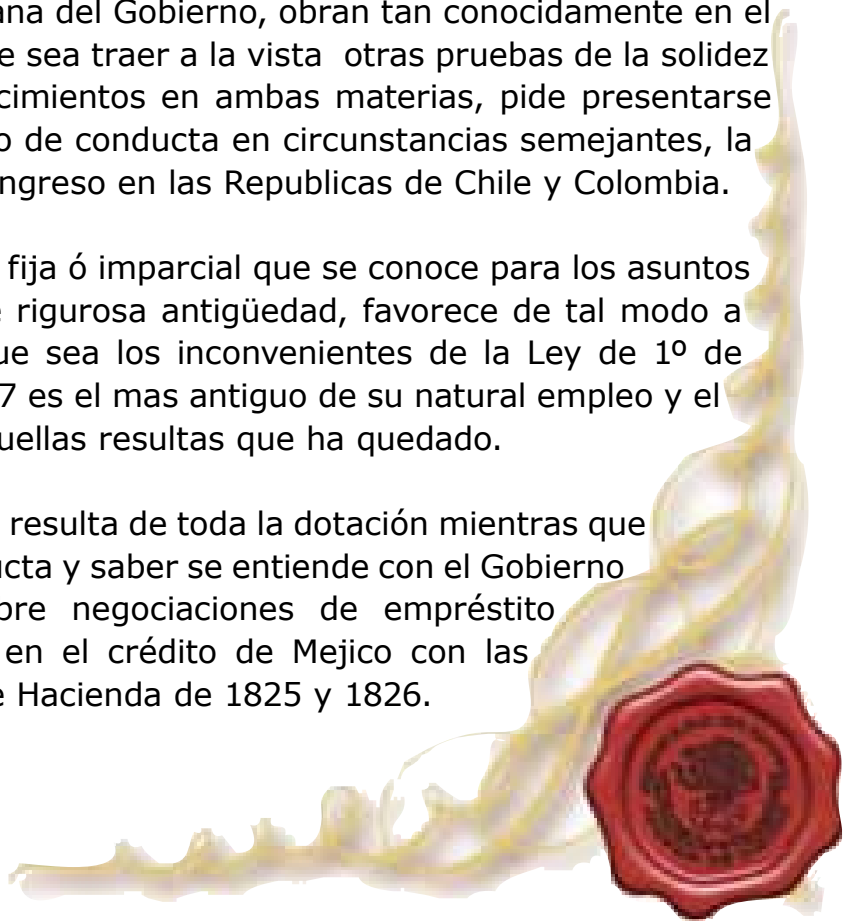 ana del Gobierno, obran tan conocidamente en el
e sea traer a la vista otras pruebas de la solidez
cimientos en ambas materias, pide presentarse
o de conducta en circunstancias semejantes, la
ngreso en las Republicas de Chile y Colombia.
fija ó imparcial que se conoce para los asuntos
e rigurosa antigüedad, favorece de tal modo a
ue sea los inconvenientes de la Ley de 1º de
7 es el mas antiguo de su natural empleo y el
uellas resultas que ha quedado.
resulta de toda la dotación mientras que
ucta y saber se entiende con el Gobierno
bre negociaciones de empréstito
en el crédito de Mejico con las
e Hacienda de 1825 y 1826.